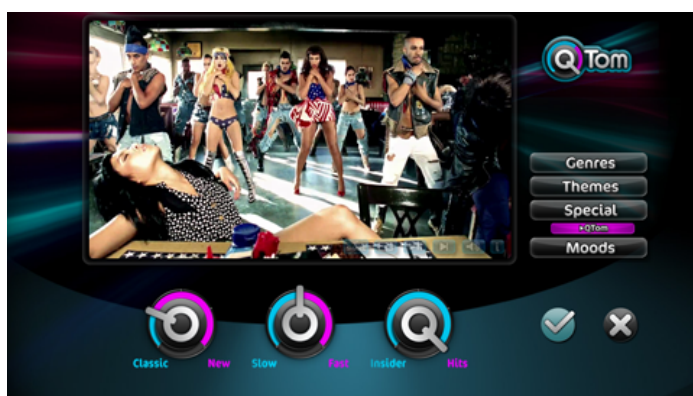 QTom
Genres
Themes
Special
QTom
Moods
Classic New Slow Fast Insider Hits